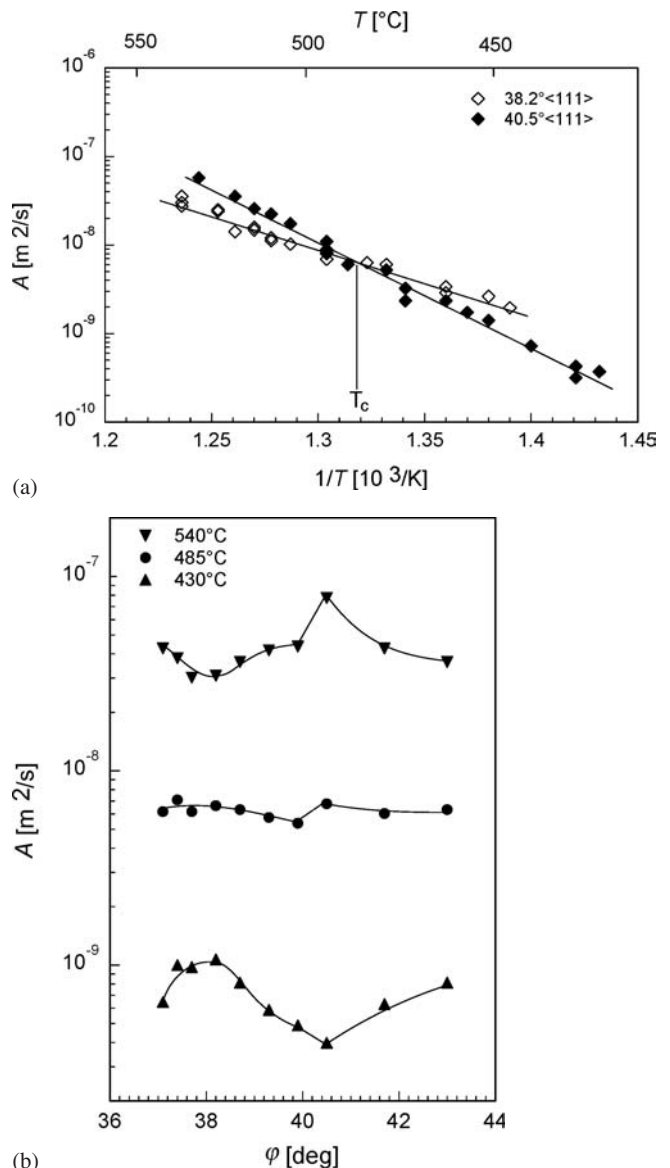 T [°C]
550 500 450
10-6
38.2°<111>
40.5°<111>
10-7
A [m 2/s]
10-8
10-9
Tc
10-10
1.2 1.25 1.3 1.35 1.4 1.45
1/T [10 3/K]
(a)
540°C
485°C
430°C
10-7
10-8
A [m 2/s]
10-9
36 38 40 42 44
φ [deg]
(b)